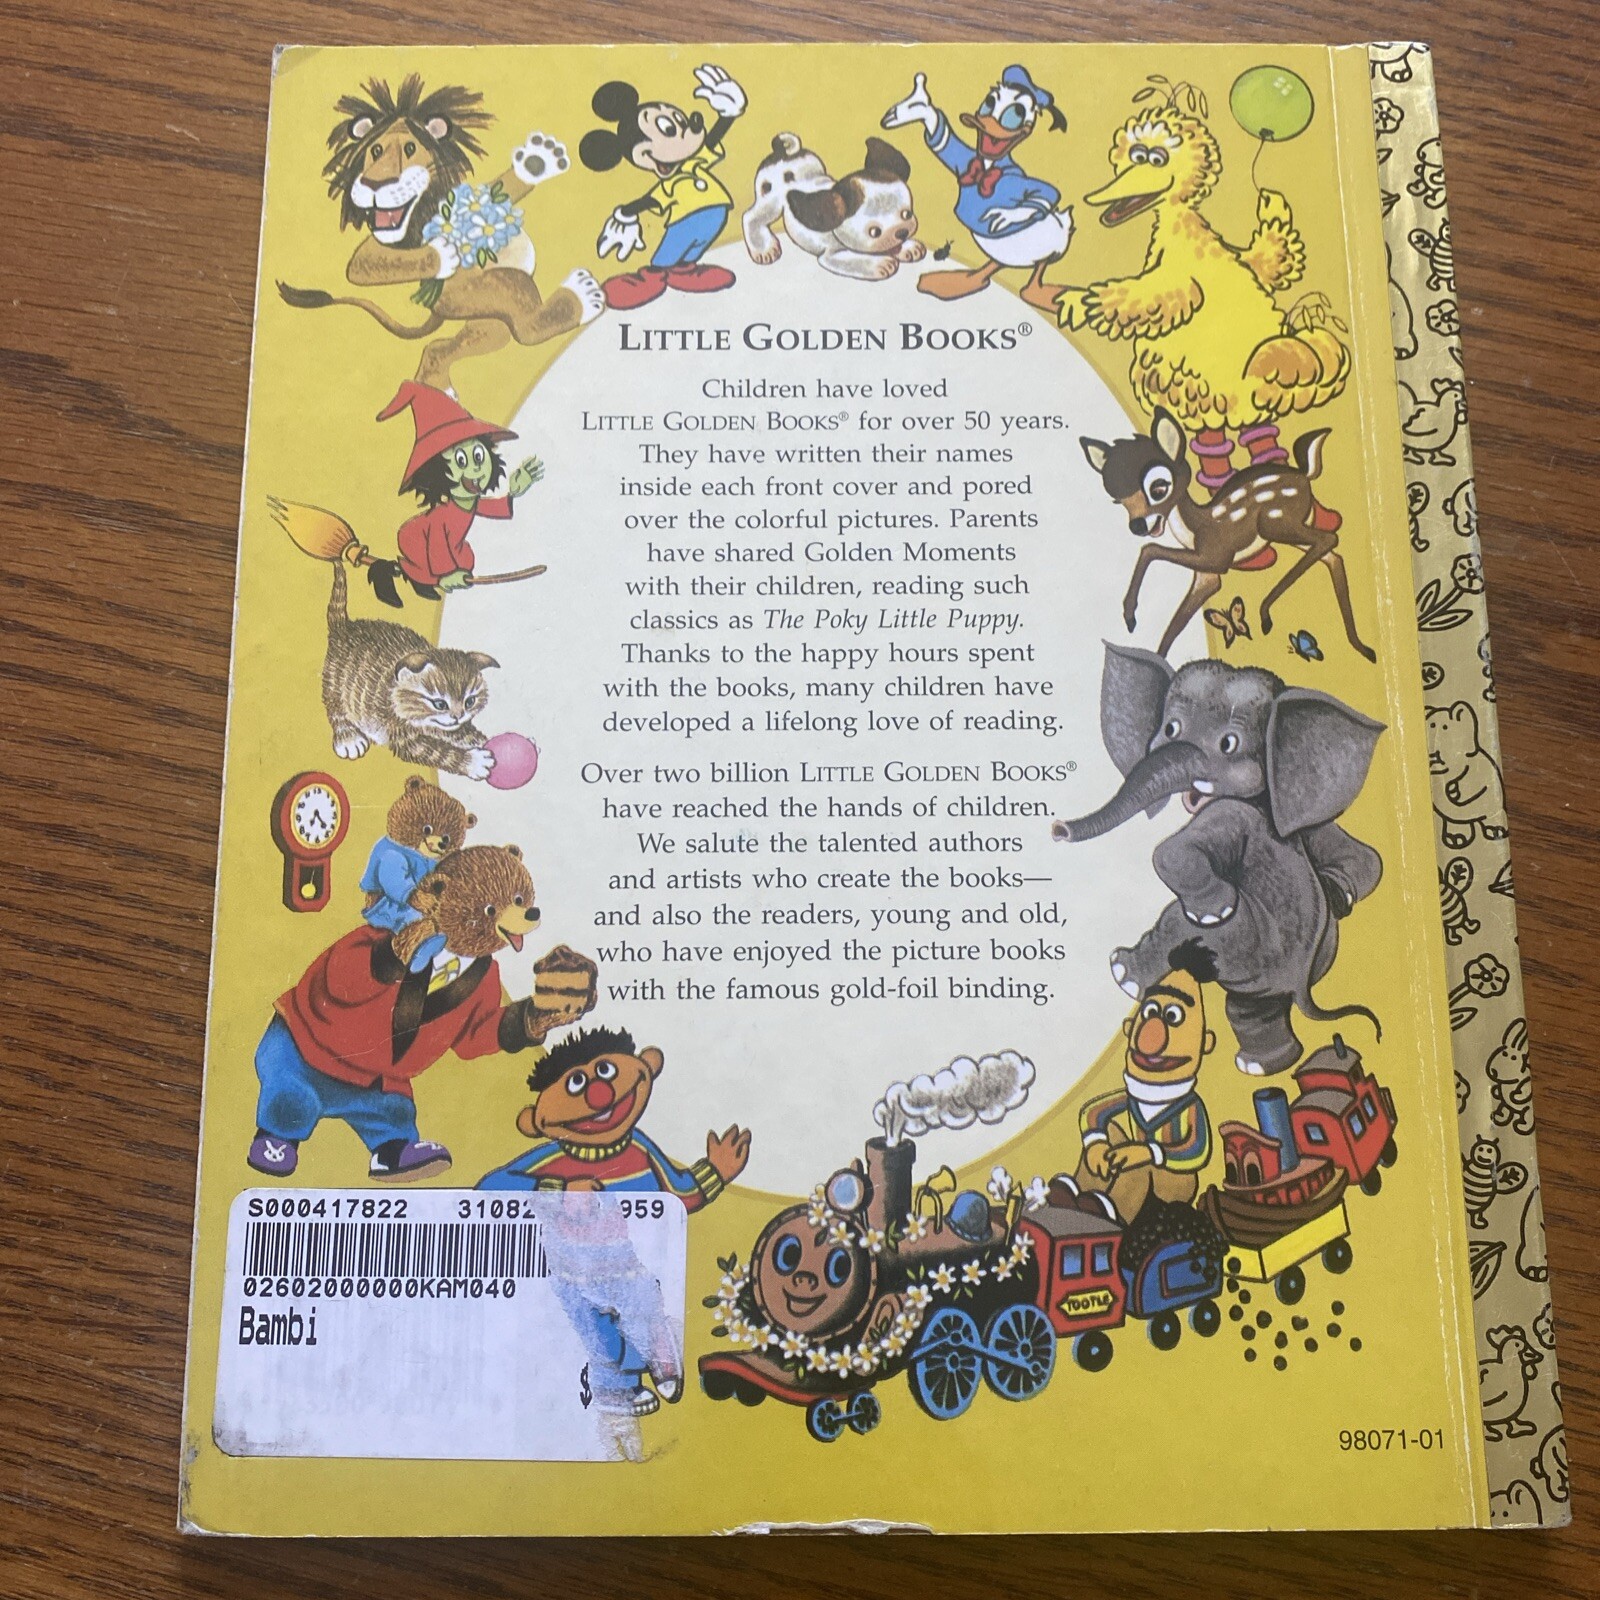 LITTLE GOLDEN BOOKS®
Children have loved
LITTLE GOLDEN BOOKS® for over 50 years.
They have written their names
inside each front cover and pored
over the colorful pictures. Parents
have shared Golden Moments
with their children, reading such
classics as The Poky Little Puppy.
Thanks to the happy hours spent
with the books, many children have
developed a lifelong love of reading.
Over two billion LITTLE GOLDEN BOOKS®
have reached the hands of children.
We salute the talented authors
and artists who create the books—
and also the readers, young and old,
who have enjoyed the picture books
with the famous gold-foil binding.
S000417822 31082 959
02602000000KAM040
Bambi
$
TOOTLE
98071-01